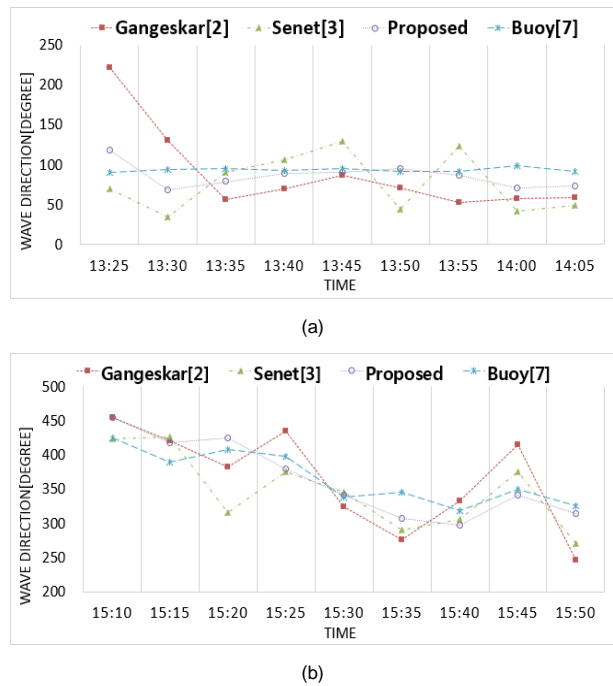 Gangeskar[2] Senet[3] Proposed Buoy[7]
250
200
150
100
50
0
WAVE DIRECTION[DEGREE]
13:25 13:30 13:35 13:40 13:45 13:50 13:55 14:00 14:05
TIME
(a)
Gangeskar[2] Senet[3] Proposed Buoy[7]
500
450
400
350
300
250
200
WAVE DIRECTION[DEGREE]
15:10 15:15 15:20 15:25 15:30 15:35 15:40 15:45 15:50
TIME
(b)